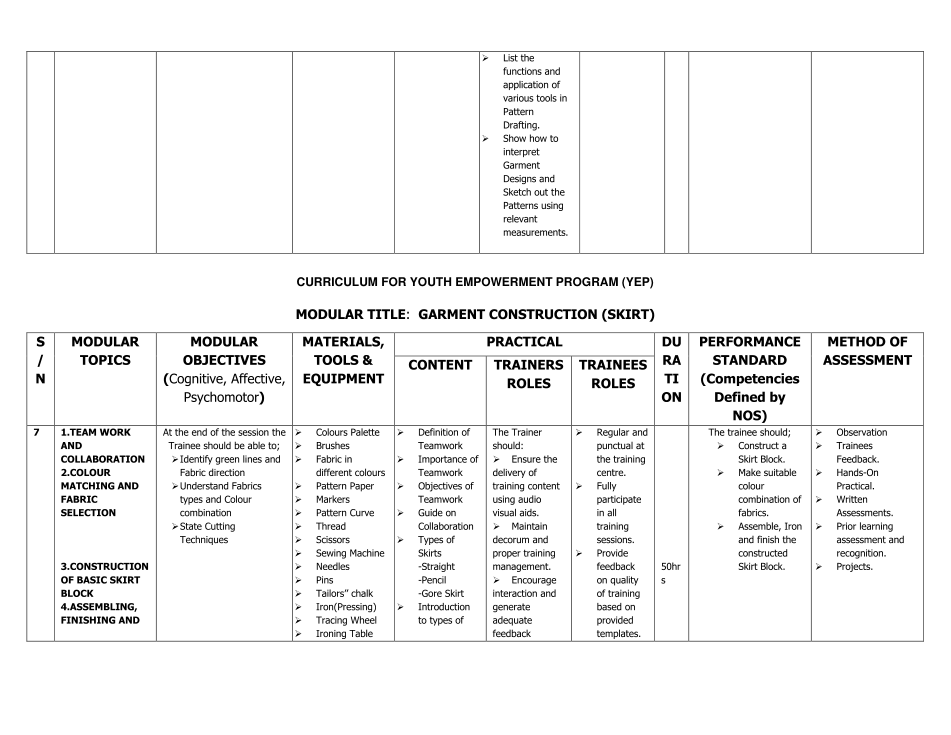 ➢ List the
functions and
application of
various tools in
Pattern
Drafting.
➢ Show how to
interpret
Garment
Designs and
Sketch out the
Patterns using
relevant
measurements.
CURRICULUM FOR YOUTH EMPOWERMENT PROGRAM (YEP)
MODULAR TITLE: GARMENT CONSTRUCTION (SKIRT)
S
/
N
MODULAR
TOPICS
MODULAR
OBJECTIVES
(Cognitive, Affective,
Psychomotor)
MATERIALS,
TOOLS &
EQUIPMENT
PRACTICAL
CONTENT
TRAINERS
ROLES
TRAINEES
ROLES
DU
RA
TI
ON
PERFORMANCE
STANDARD
(Competencies
Defined by
NOS)
METHOD OF
ASSESSMENT
7
1.TEAM WORK
AND
COLLABORATION
2.COLOUR
MATCHING AND
FABRIC
SELECTION
3.CONSTRUCTION
OF BASIC SKIRT
BLOCK
4.ASSEMBLING,
FINISHING AND
At the end of the session the
Trainee should be able to;
➢Identify green lines and
Fabric direction
➢Understand Fabrics
types and Colour
combination
➢State Cutting
Techniques
➢ Colours Palette
➢ Brushes
➢ Fabric in
different colours
➢ Pattern Paper
➢ Markers
➢ Pattern Curve
➢ Thread
➢ Scissors
➢ Sewing Machine
➢ Needles
➢ Pins
➢ Tailors” chalk
➢ Iron(Pressing)
➢ Tracing Wheel
➢ Ironing Table
➢ Definition of
Teamwork
➢ Importance of
Teamwork
➢ Objectives of
Teamwork
➢ Guide on
Collaboration
➢ Types of
Skirts
-Straight
-Pencil
-Gore Skirt
➢ Introduction
to types of
The Trainer
should:
➢ Ensure the
delivery of
training content
using audio
visual aids.
➢ Maintain
decorum and
proper training
management.
➢ Encourage
interaction and
generate
adequate
feedback
➢ Regular and
punctual at
the training
centre.
➢ Fully
participate
in all
training
sessions.
➢ Provide
feedback
on quality
of training
based on
provided
templates.
50hr
s
The trainee should;
➢ Construct a
Skirt Block.
➢ Make suitable
colour
combination of
fabrics.
➢ Assemble, Iron
and finish the
constructed
Skirt Block.
➢ Observation
➢ Trainees
Feedback.
➢ Hands-On
Practical.
➢ Written
Assessments.
➢ Prior learning
assessment and
recognition.
➢ Projects.